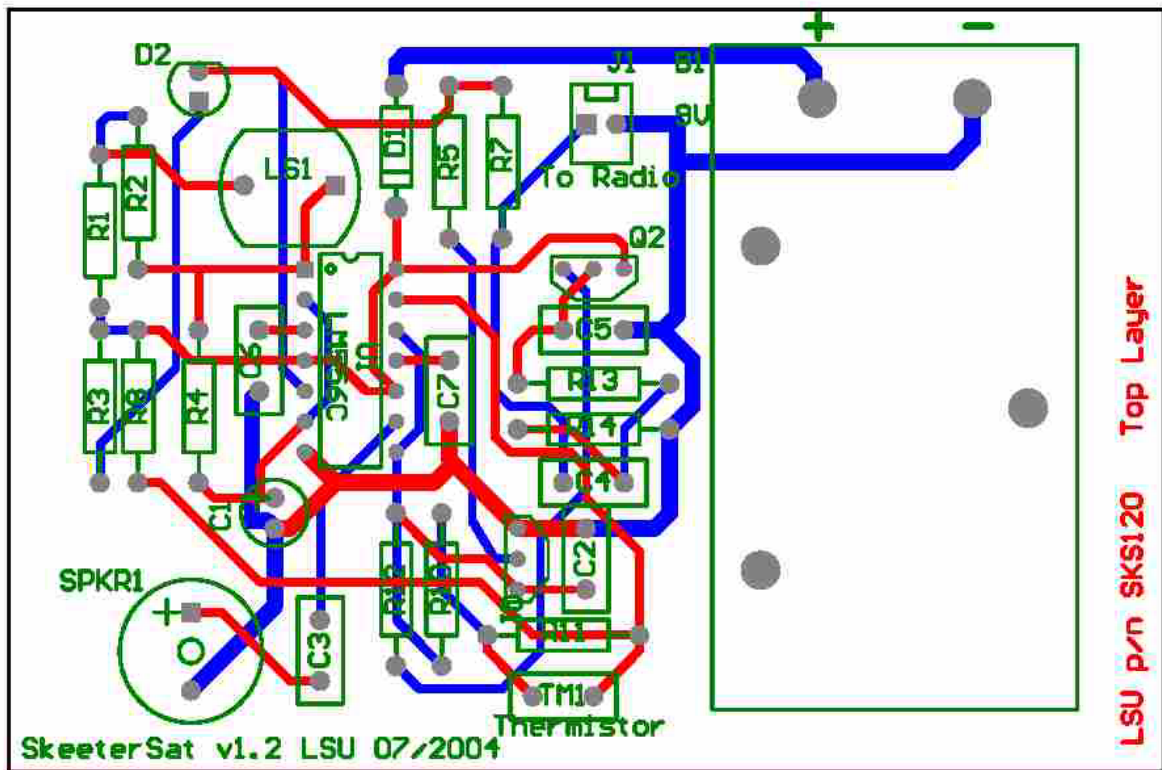 + -
D2
J1 B1
9V
D1
R5
R7
LS1
To Radio
R2
R1
Q2
U1
LM556C
C5
C6
C7
R13
R3
R8
R4
R14
C4
C1
C2
R12
R10
R11
SPKR1
+
C3
TM1
Thermistor
SkeeterSat v1.2 LSU 07/2004
LSU p/n SKS120 Top Layer